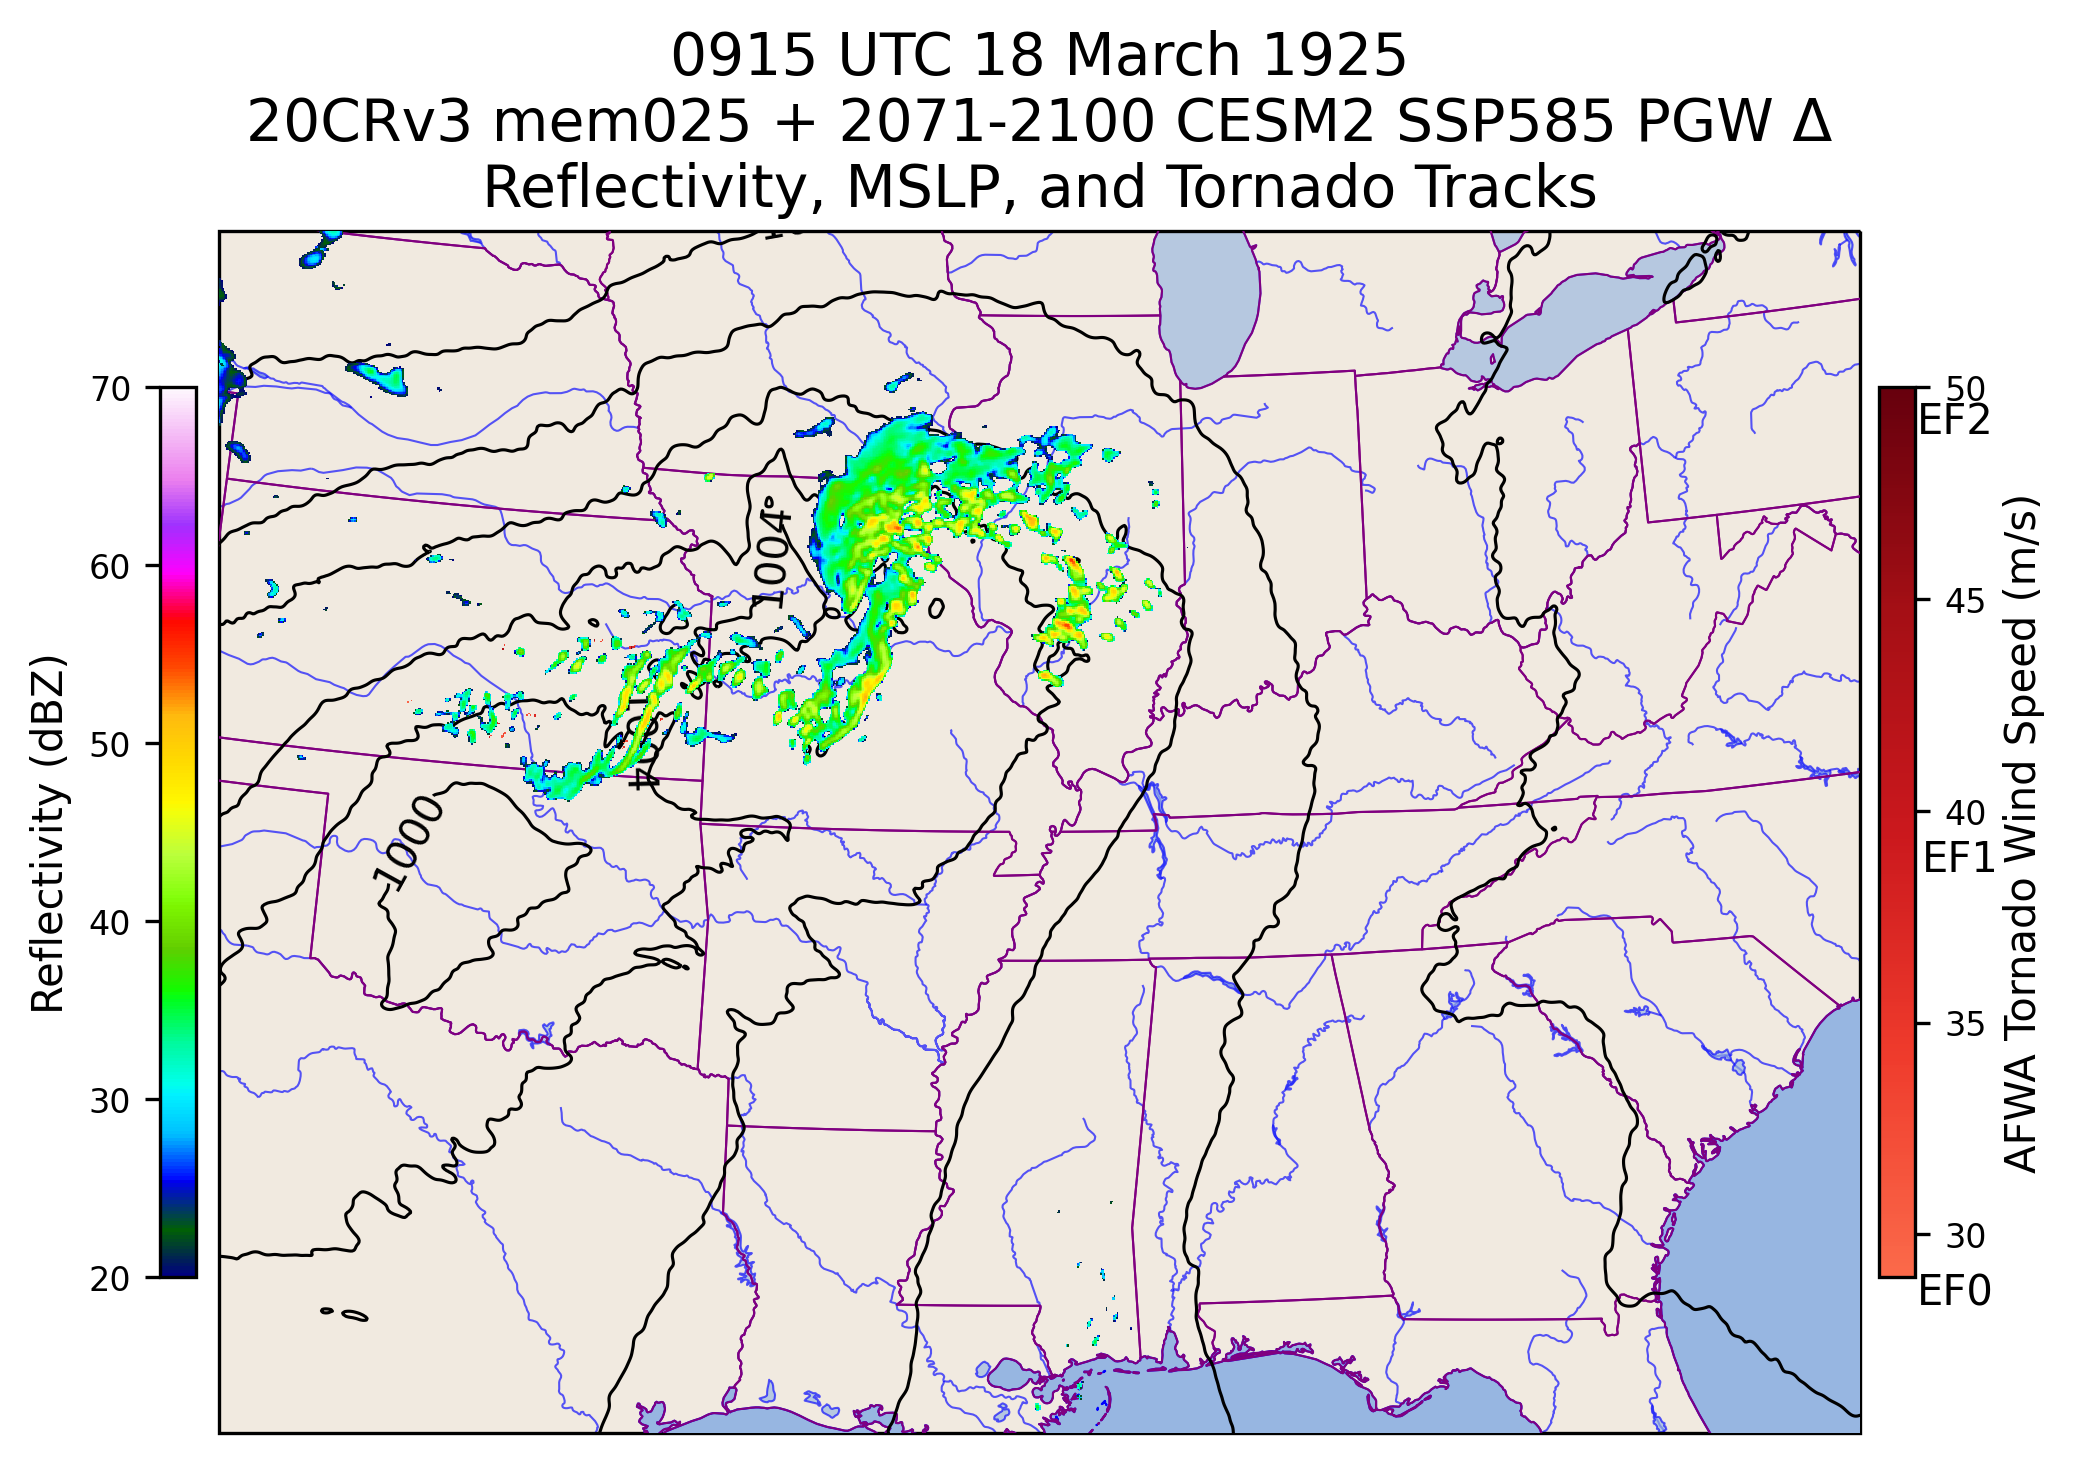 0915 UTC 18 March 1925
20CRv3 mem025 + 2071-2100 CESM2 SSP585 PGW Δ
Reflectivity, MSLP, and Tornado Tracks
70
60
50
40
30
20
Reflectivity (dBZ)
1004
1004
1000
50
EF2
45
40
EF1
35
30
EF0
AFWA Tornado Wind Speed (m/s)